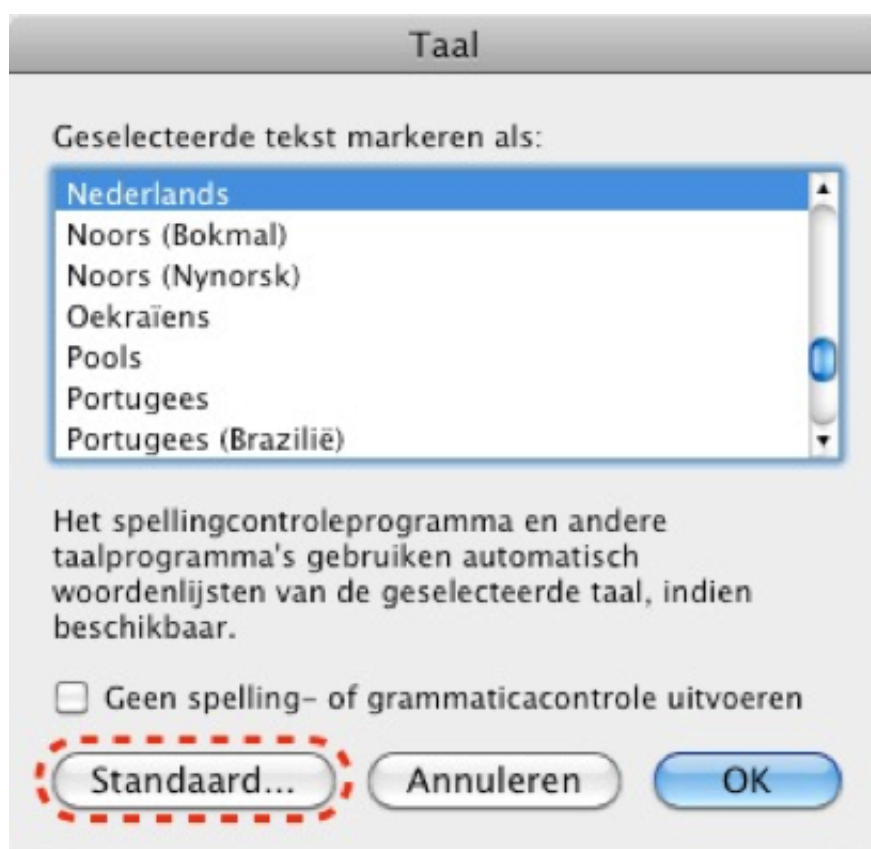 Taal
Geselecteerde tekst markeren als:
Nederlands
Noors (Bokmal)
Noors (Nynorsk)
Oekraïens
Pools
Portugees
Portugees (Brazilië)
Het spellingcontroleprogramma en andere
taalprogramma's gebruiken automatisch
woordenlijsten van de geselecteerde taal, indien
beschikbaar.
Geen spelling- of grammaticacontrole uitvoeren
Standaard... Annuleren OK